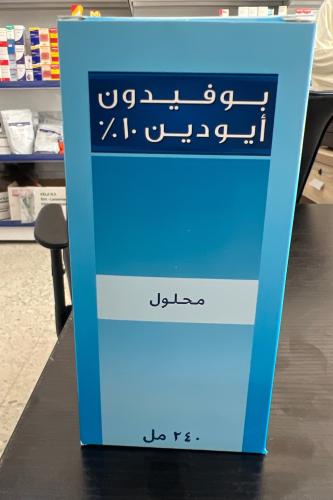 بوفيدون
أيودين ١٠٪
محلول
٢٤٠ مل